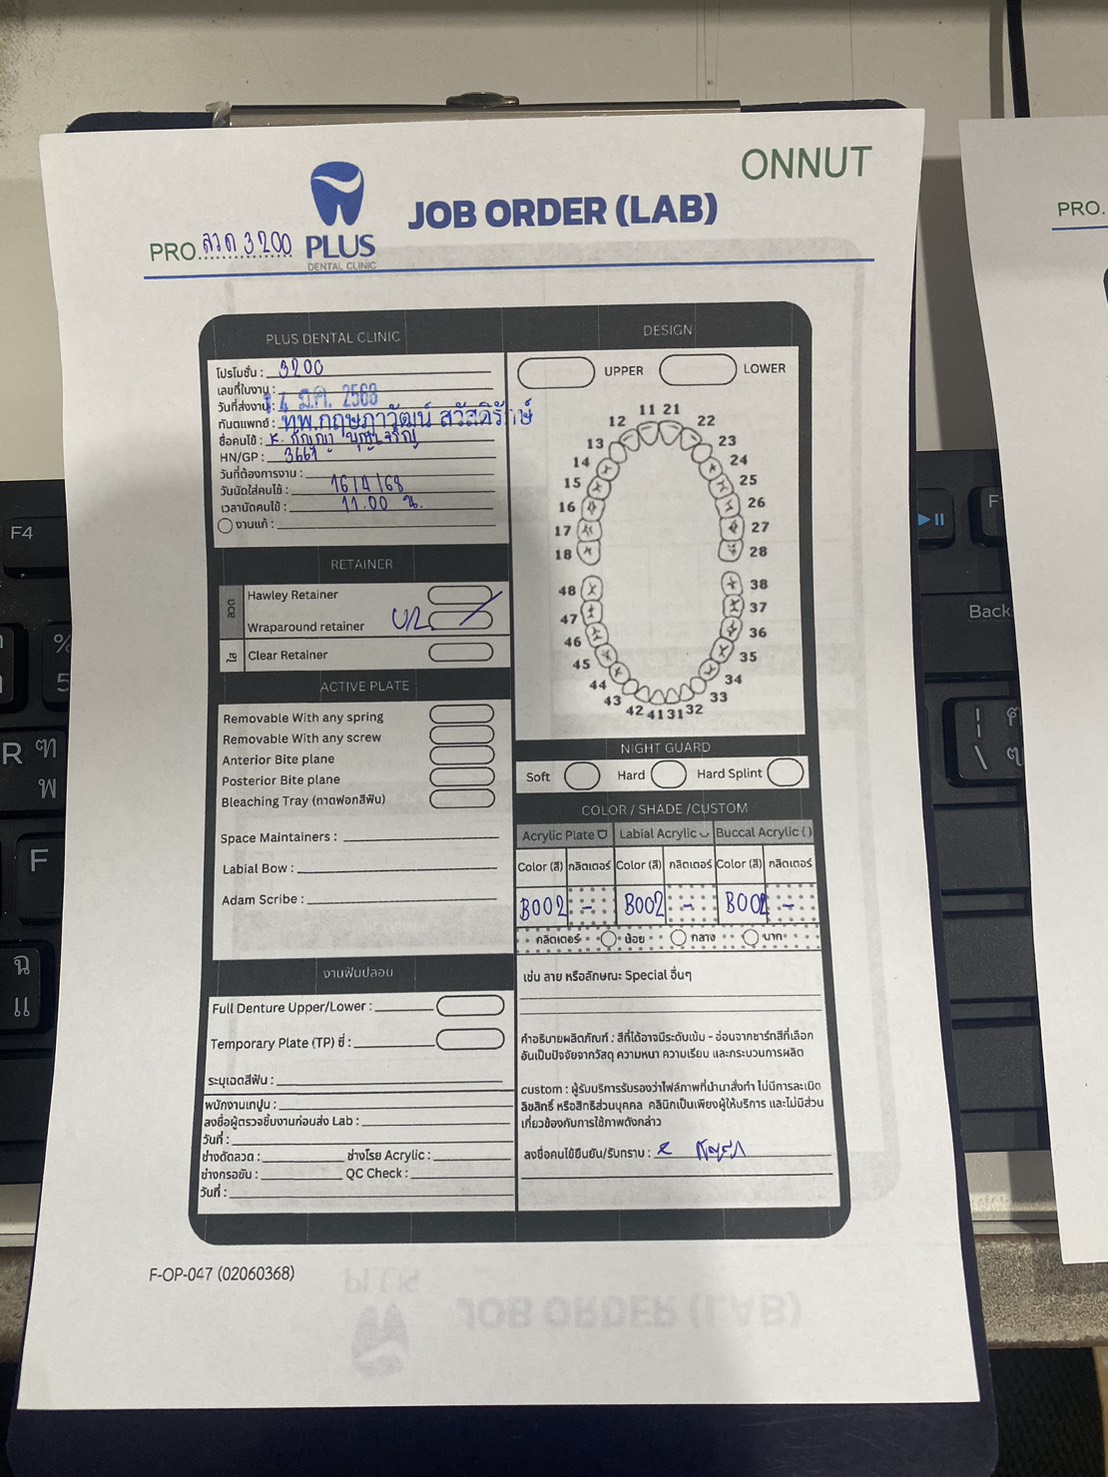 ONNUT
PRO. ลวด 3200
PLUS
DENTAL CLINIC
JOB ORDER (LAB)
PLUS DENTAL CLINIC
โปรโมชั่น : 3200
เลขที่ใบงาน :
วันที่ส่งงาน : 4 มี.ค. 2568
ทันตแพทย์ : ทพ.กฤษฎาวัฒน์ สวัสดิรักษ์
ชื่อคนไข้ : K. กัญญา
HN/GP : 3667
วันที่ต้องการงาน :
วันนัดใส่คนไข้ : 16/4/68
เวลานัดคนไข้ : 11.00 น.
งานแก้ :
RETAINER
ลวด
Hawley Retainer
Wraparound retainer U/L
ใส
Clear Retainer
ACTIVE PLATE
Removable With any spring
Removable With any screw
Anterior Bite plane
Posterior Bite plane
Bleaching Tray (ถาดฟอกสีฟัน)
Space Maintainers :
Labial Bow :
Adam Scribe :
งานฟันปลอม
Full Denture Upper/Lower :
Temporary Plate (TP) ซี่ :
ระบุเฉดสีฟัน :
พนักงานเทปูน :
ลงชื่อผู้ตรวจชิ้นงานก่อนส่ง Lab :
วันที่ :
ช่างดัดลวด : ช่างโรย Acrylic :
ช่างกรอขัน : QC Check :
วันที่ :
DESIGN
UPPER LOWER
11 21
12 22
13 23
14 24
15 25
16 26
17 27
18 28
48 38
47 37
46 36
45 35
44 34
43 33
42 41 31 32
NIGHT GUARD
Soft Hard Hard Splint
COLOR / SHADE /CUSTOM
Acrylic Plate Labial Acrylic Buccal Acrylic ( )
Color (สี) กลิตเตอร์ Color (สี) กลิตเตอร์ Color (สี) กลิตเตอร์
B002 - B002 - B002 -
กลิตเตอร์ น้อย กลาง มาก
เช่น ลาย หรือลักษณะ Special อื่นๆ
คำอธิบายผลิตภัณฑ์ : สีที่ได้อาจมีระดับเข้ม - อ่อนจากชาร์ทสีที่เลือก
อันเป็นปัจจัยจากวัสดุ ความหนา ความเรียบ และกระบวนการผลิต
custom : ผู้รับบริการรับรองว่าไฟล์ภาพที่นำมาสั่งทำ ไม่มีการละเมิด
ลิขสิทธิ์ หรือสิทธิส่วนบุคคล คลินิกเป็นเพียงผู้ให้บริการ และไม่มีส่วน
เกี่ยวข้องกับการใช้ภาพดังกล่าว
ลงชื่อคนไข้ยืนยัน/รับทราบ :
F-OP-047 (02060368)
PRO.
F4
Back
%
5
R ฑ
พ
F
ฉ
แ